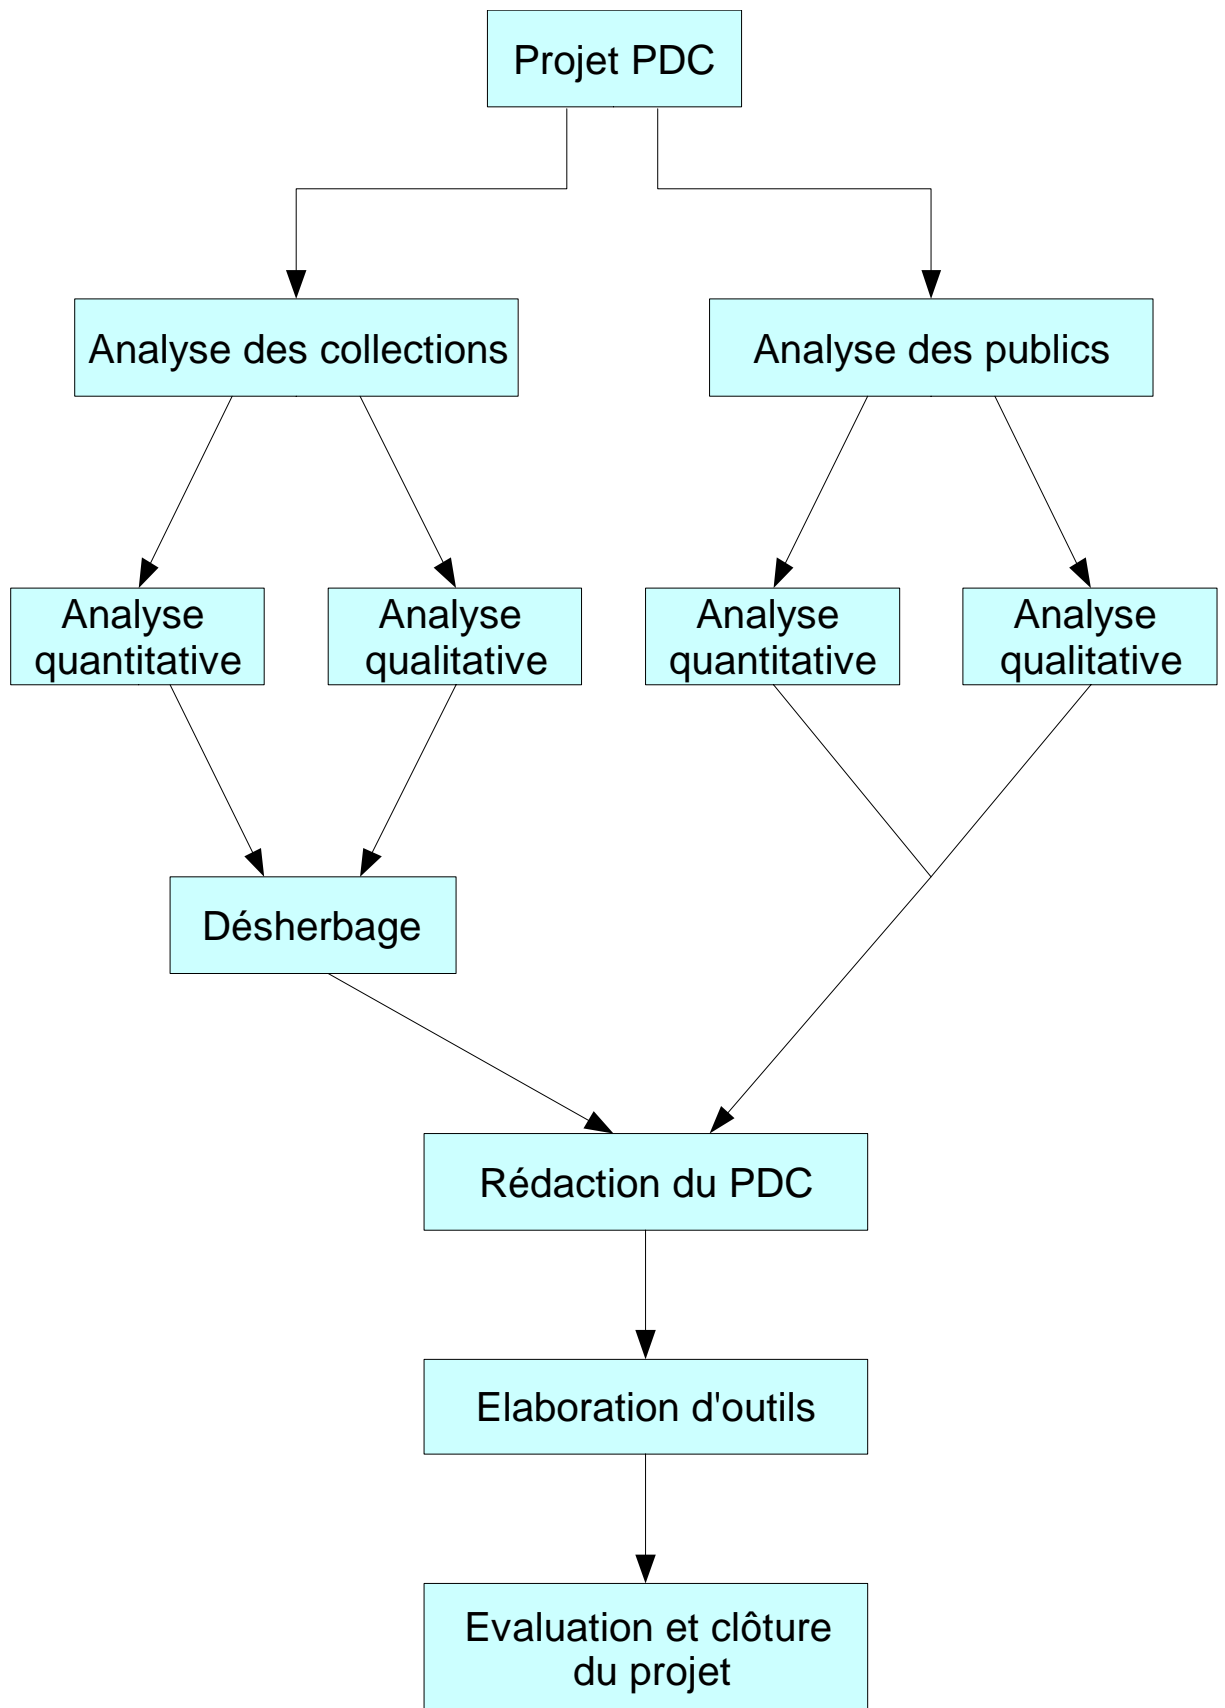 Projet PDC
Analyse des collections
Analyse des publics
Analyse
quantitative
Analyse
qualitative
Analyse
quantitative
Analyse
qualitative
Désherbage
Rédaction du PDC
Elaboration d'outils
Evaluation et clôture
du projet